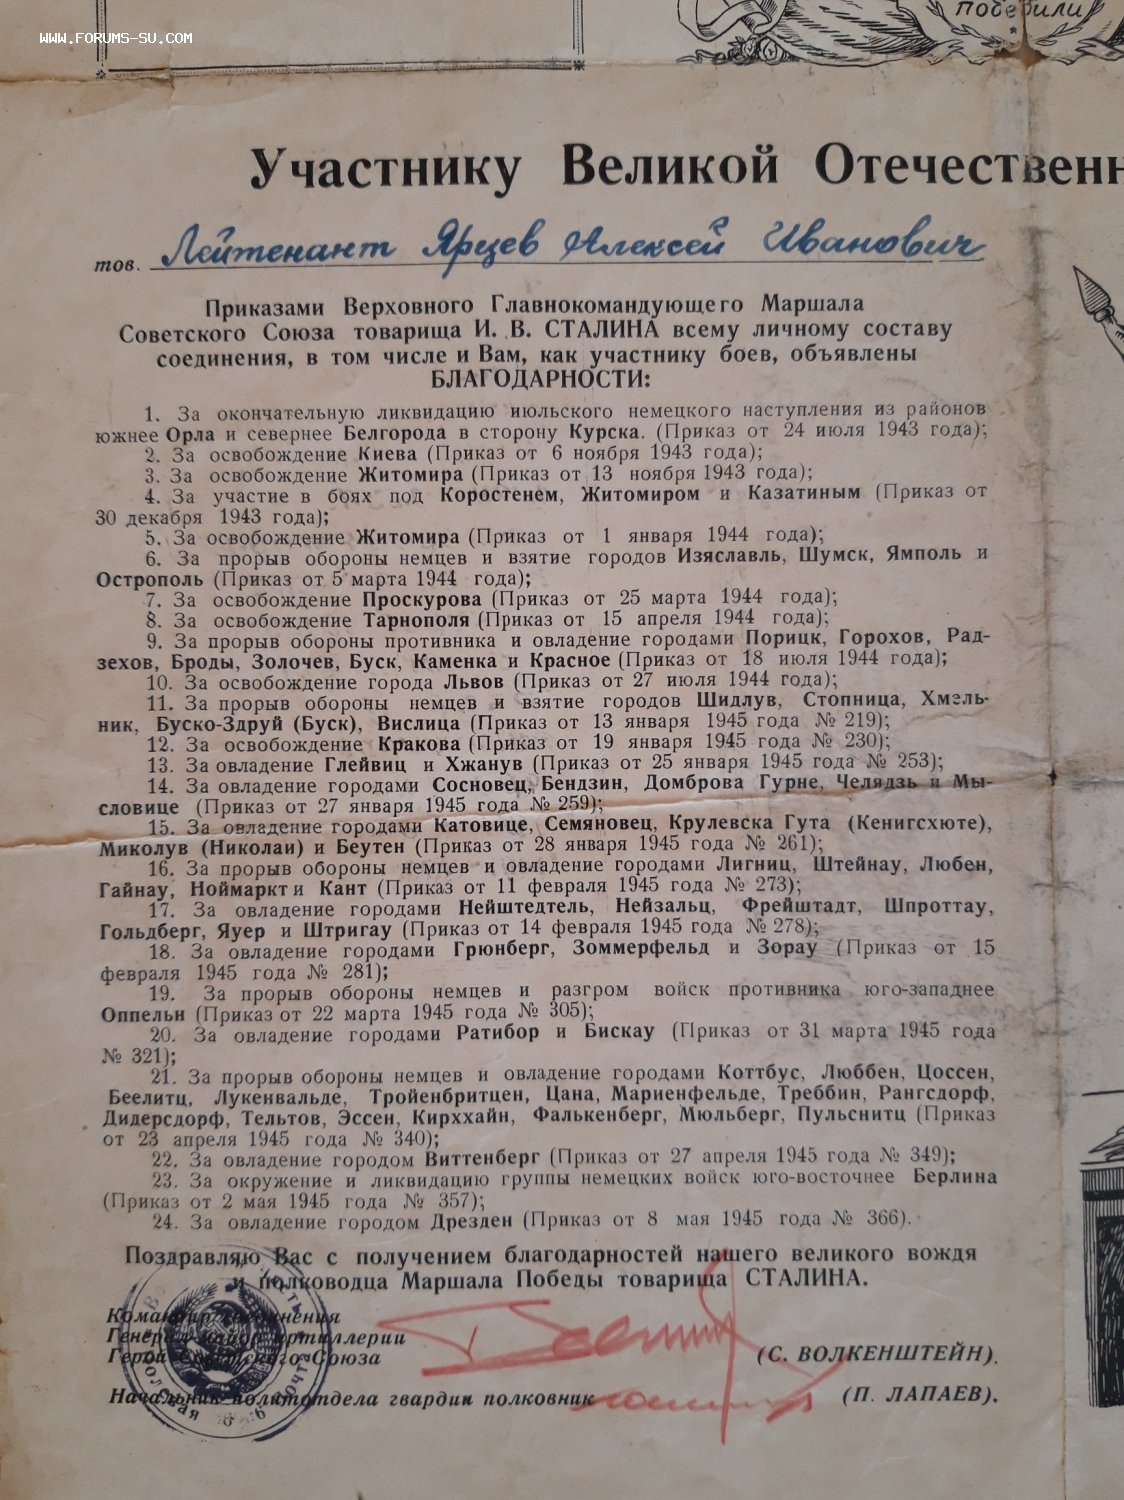 WWW.FORUMS-SU.COM
победили
Участнику Великой Отечественн
тов. Лейтенант Ярцев Алексей Иванович
Приказами Верховного Главнокомандующего Маршала
Советского Союза товарища И. В. СТАЛИНА всему личному составу
соединения, в том числе и Вам, как участнику боев, объявлены
БЛАГОДАРНОСТИ:
1. За окончательную ликвидацию июльского немецкого наступления из районов
южнее Орла и севернее Белгорода в сторону Курска. (Приказ от 24 июля 1943 года);
2. За освобождение Киева (Приказ от 6 ноября 1943 года);
3. За освобождение Житомира (Приказ от 13 ноября 1943 года);
4. За участие в боях под Коростенем, Житомиром и Казатиным (Приказ от
30 декабря 1943 года);
5. За освобождение Житомира (Приказ от 1 января 1944 года);
6. За прорыв обороны немцев и взятие городов Изяславль, Шумск, Ямполь и
Острополь (Приказ от 5 марта 1944 года);
7. За освобождение Проскурова (Приказ от 25 марта 1944 года);
8. За освобождение Тарнополя (Приказ от 15 апреля 1944 года);
9. За прорыв обороны противника и овладение городами Порицк, Горохов, Рад-
зехов, Броды, Золочев, Буск, Каменка и Красное (Приказ от 18 июля 1944 года);
10. За освобождение города Львов (Приказ от 27 июля 1944 года);
11. За прорыв обороны немцев и взятие городов Шидлув, Стопница, Хмель-
ник, Буско-Здруй (Буск), Вислица (Приказ от 13 января 1945 года № 219);
12. За освобождение Кракова (Приказ от 19 января 1945 года № 230);
13. За овладение Глейвиц и Хжанув (Приказ от 25 января 1945 года № 253);
14. За овладение городами Сосновец, Бендзин, Домброва Гурне, Челядзь и Мы-
словице (Приказ от 27 января 1945 года № 259);
15. За овладение городами Катовице, Семяновец, Крулевска Гута (Кенигсхюте),
Миколув (Николаи) и Беутен (Приказ от 28 января 1945 года № 261);
16. За прорыв обороны немцев и овладение городами Лигниц, Штейнау, Любен,
Гайнау, Ноймаркт и Кант (Приказ от 11 февраля 1945 года № 273);
17. За овладение городами Нейштедтель, Нейзальц, Фрейштадт, Шпроттау,
Гольдберг, Яуер и Штригау (Приказ от 14 февраля 1945 года № 278);
18. За овладение городами Грюнберг, Зоммерфельд и Зорау (Приказ от 15
февраля 1945 года № 281);
19. За прорыв обороны немцев и разгром войск противника юго-западнее
Оппельн (Приказ от 22 марта 1945 года № 305);
20. За овладение городами Ратибор и Бискау (Приказ от 31 марта 1945 года
№ 321);
21. За прорыв обороны немцев и овладение городами Коттбус, Люббен, Цоссен,
Беелитц, Лукенвальде, Тройенбритцен, Цана, Мариенфельде, Треббин, Рангсдорф,
Дидерсдорф, Тельтов, Эссен, Кирххайн, Фалькенберг, Мюльберг, Пульснитц (Приказ
от 23 апреля 1945 года № 340);
22. За овладение городом Виттенберг (Приказ от 27 апреля 1945 года № 349);
23. За окружение и ликвидацию группы немецких войск юго-восточнее Берлина
(Приказ от 2 мая 1945 года № 357);
24. За овладение городом Дрезден (Приказ от 8 мая 1945 года № 366).
Поздравляю Вас с получением благодарностей нашего великого вождя
и полководца Маршала Победы товарища СТАЛИНА.
Командир соединения
Генерал-майор артиллерии
Герой Советского Союза (С. ВОЛКЕНШТЕЙН).
Начальник политотдела гвардии полковник (П. ЛАПАЕВ).
полевая почта